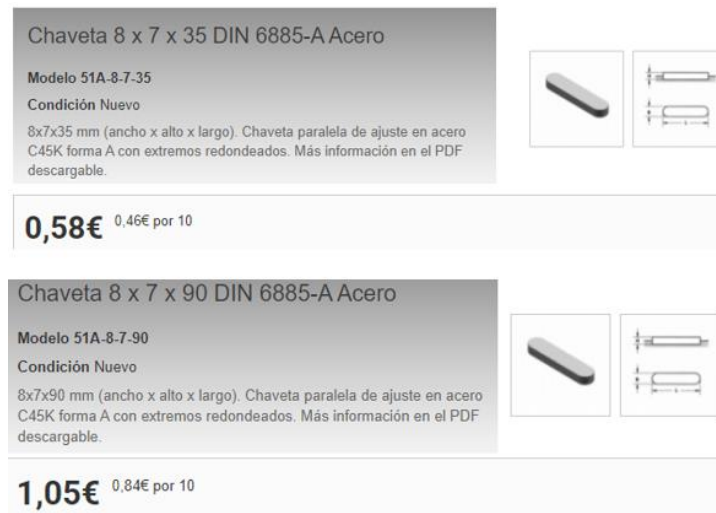 Chaveta 8 x 7 x 35 DIN 6885-A Acero
Modelo 51A-8-7-35
Condición Nuevo
8x7x35 mm (ancho x alto x largo). Chaveta paralela de ajuste en acero
C45K forma A con extremos redondeados. Más información en el PDF
descargable.
0,58€ 0,46€ por 10
Chaveta 8 x 7 x 90 DIN 6885-A Acero
Modelo 51A-8-7-90
Condición Nuevo
8x7x90 mm (ancho x alto x largo). Chaveta paralela de ajuste en acero
C45K forma A con extremos redondeados. Más información en el PDF
descargable.
1,05€ 0,84€ por 10